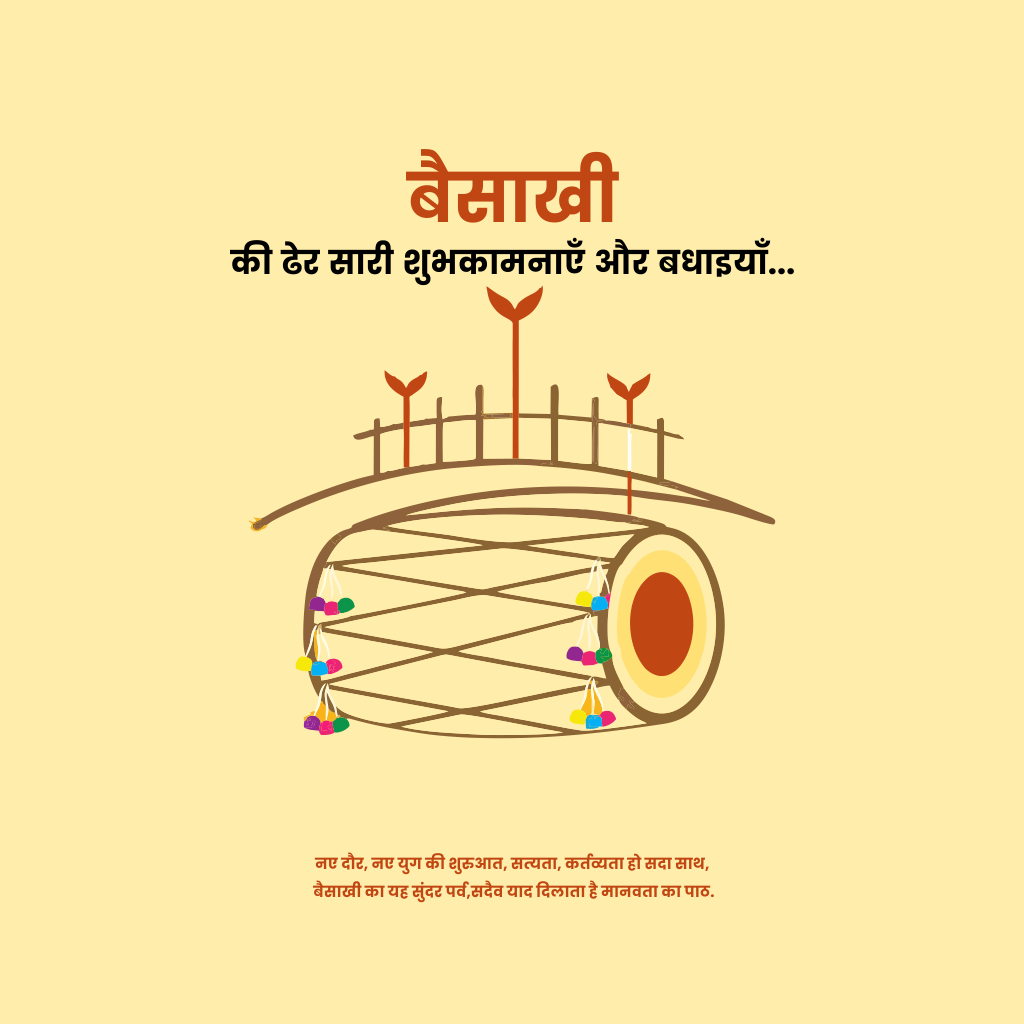 बैसाखी
की ढेर सारी शुभकामनाएँ और बधाइयाँ...
नए दौर, नए युग की शुरुआत, सत्यता, कर्तव्यता हो सदा साथ,
बैसाखी का यह सुंदर पर्व,सदैव याद दिलाता है मानवता का पाठ.